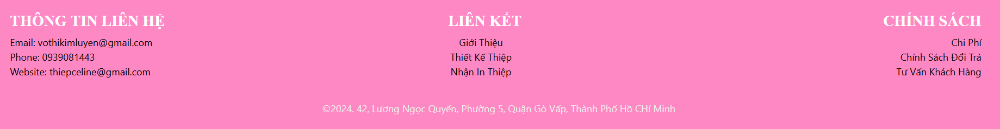 THÔNG TIN LIÊN HỆ
Email: vothikimluyen@gmail.com
Phone: 0939081443
Website: thiepceline@gmail.com
LIÊN KẾT
Giới Thiệu
Thiết Kế Thiệp
Nhận In Thiệp
CHÍNH SÁCH
Chi Phí
Chính Sách Đổi Trả
Tư Vấn Khách Hàng
©2024. 42, Lương Ngọc Quyến, Phường 5, Quận Gò Vấp, Thành Phố Hồ CHí Minh